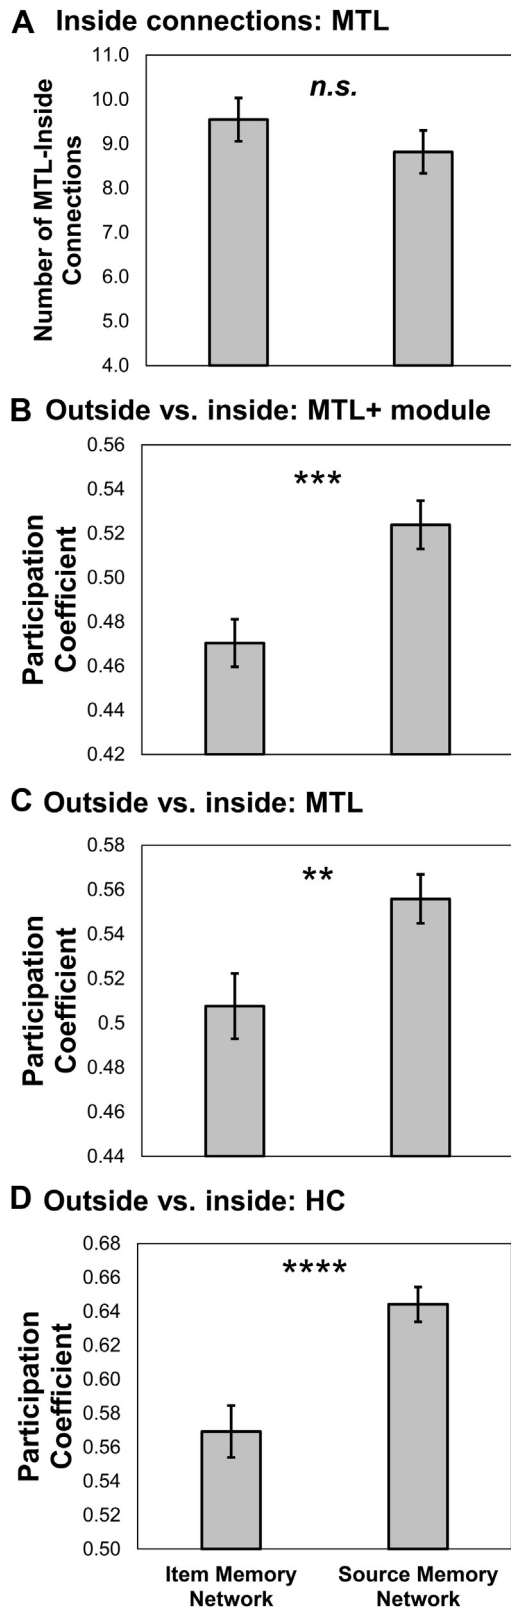 A Inside connections: MTL
Number of MTL-Inside
Connections
11.0
10.0
9.0
8.0
7.0
6.0
5.0
4.0
n.s.
B Outside vs. inside: MTL+ module
Participation
Coefficient
0.56
0.54
0.52
0.50
0.48
0.46
0.44
0.42
***
C Outside vs. inside: MTL
Participation
Coefficient
0.58
0.56
0.54
0.52
0.5
0.48
0.46
0.44
**
D Outside vs. inside: HC
Participation
Coefficient
0.68
0.66
0.64
0.62
0.60
0.58
0.56
0.54
0.52
0.50
****
Item Memory
Network
Source Memory
Network